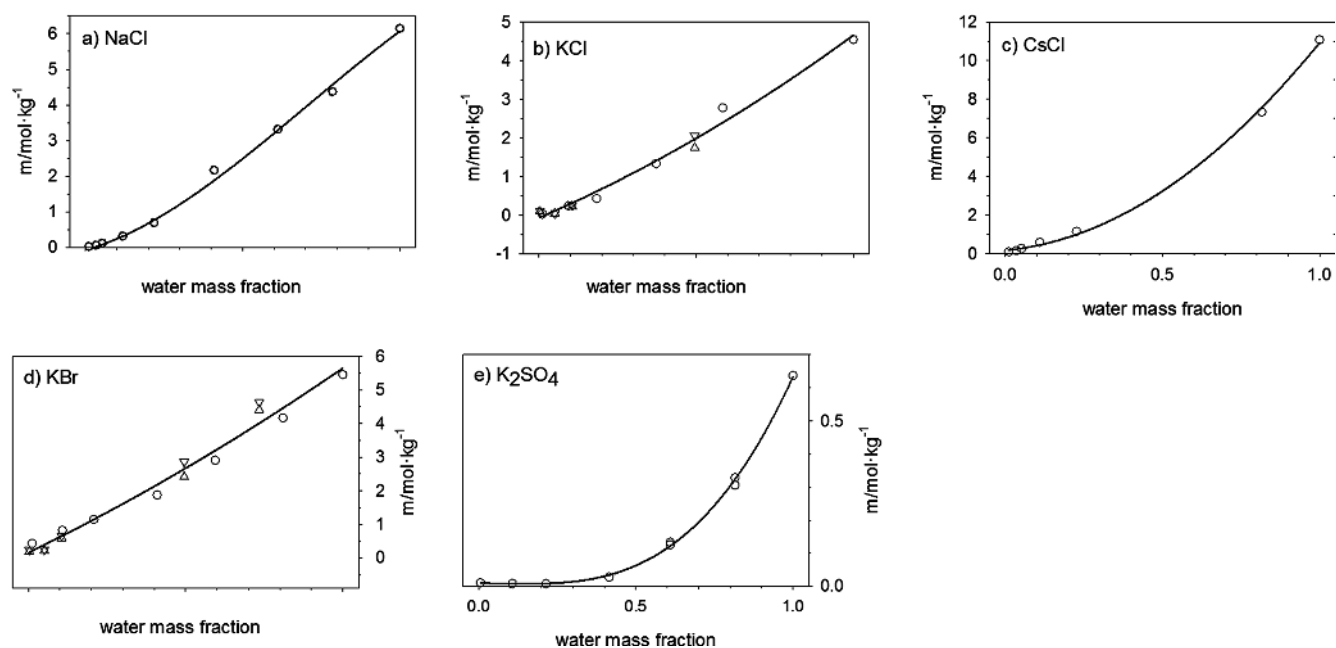 a) NaCl
6
5
4
3
2
1
0
m/mol·kg⁻¹
water mass fraction
b) KCl
5
4
3
2
1
0
-1
m/mol·kg⁻¹
water mass fraction
c) CsCl
12
10
8
6
4
2
0
m/mol·kg⁻¹
0.0 0.5 1.0
water mass fraction
d) KBr
6
5
4
3
2
1
0
m/mol·kg⁻¹
water mass fraction
e) K₂SO₄
0.5
0.0
m/mol·kg⁻¹
0.0 0.5 1.0
water mass fraction